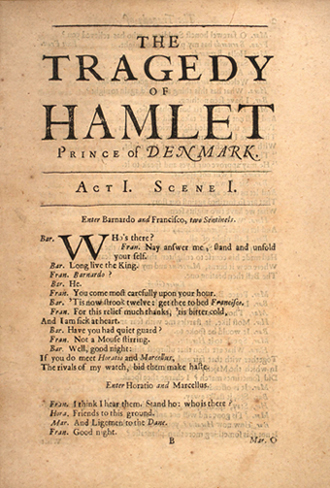 THE
TRAGEDY
OF
HAMLET
PRINCE of DENMARK.
ACT I. SCENE I.
Enter Barnardo and Francisco, two Sentinels.
Bar. WHo's there?
Fran. Nay answer me, stand and unfold
your self.
Bar. Long live the King.
Fran. Barnardo?
Bar. He.
Fran. You come most carefully upon your hour.
Bar. 'Tis now strook twelve: get thee to bed Francisco.
Fran. For this relief much thanks, 'tis bitter cold,
And I am sick at heart.
Bar. Have you had quiet guard?
Fran. Not a Mouse stirring.
Bar. Well, good night:
If you do meet Horatio and Marcellus,
The rivals of my watch, bid them make haste.
Enter Horatio and Marcellus.
Fran. I think I hear them. Stand ho: who is there?
Hora. Friends to this ground.
Mar. And Liegemen to the Dane.
Fran. Good night.
B
Mar. O